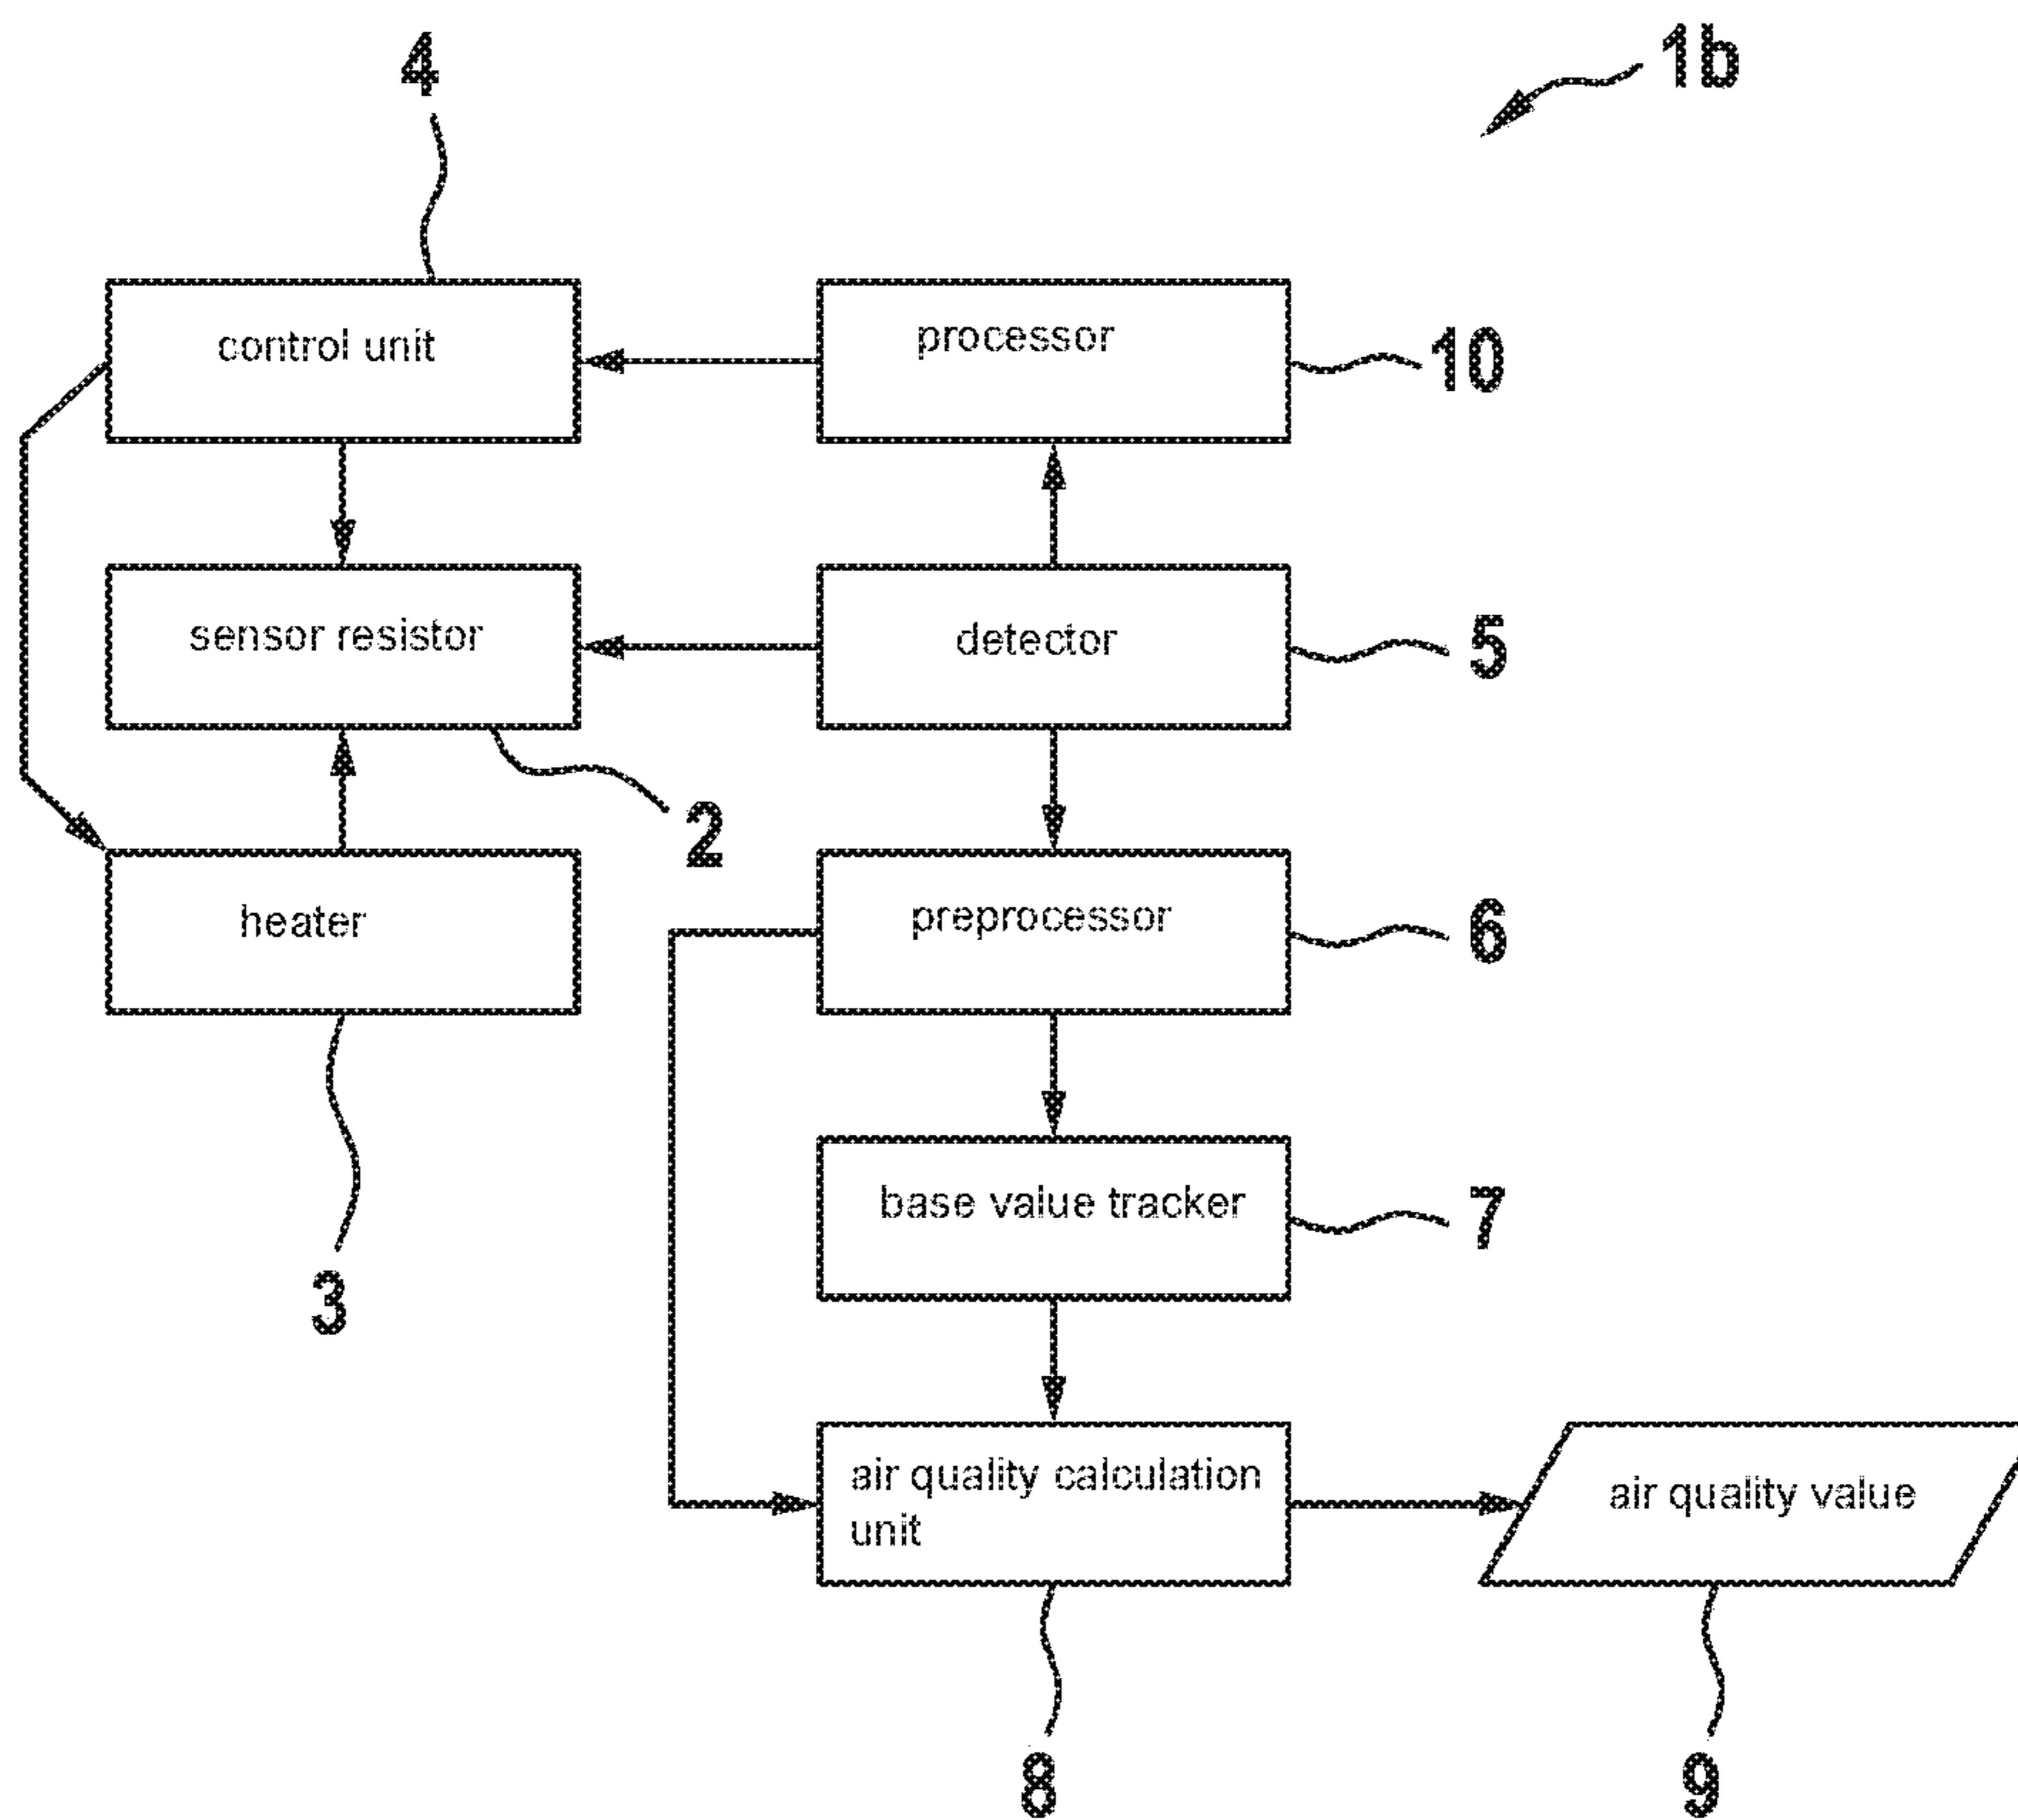 4
1b
control unit
processor
10
sensor resistor
detector
5
2
heater
preprocessor
6
base value tracker
7
3
air quality calculation
unit
air quality value
8
9